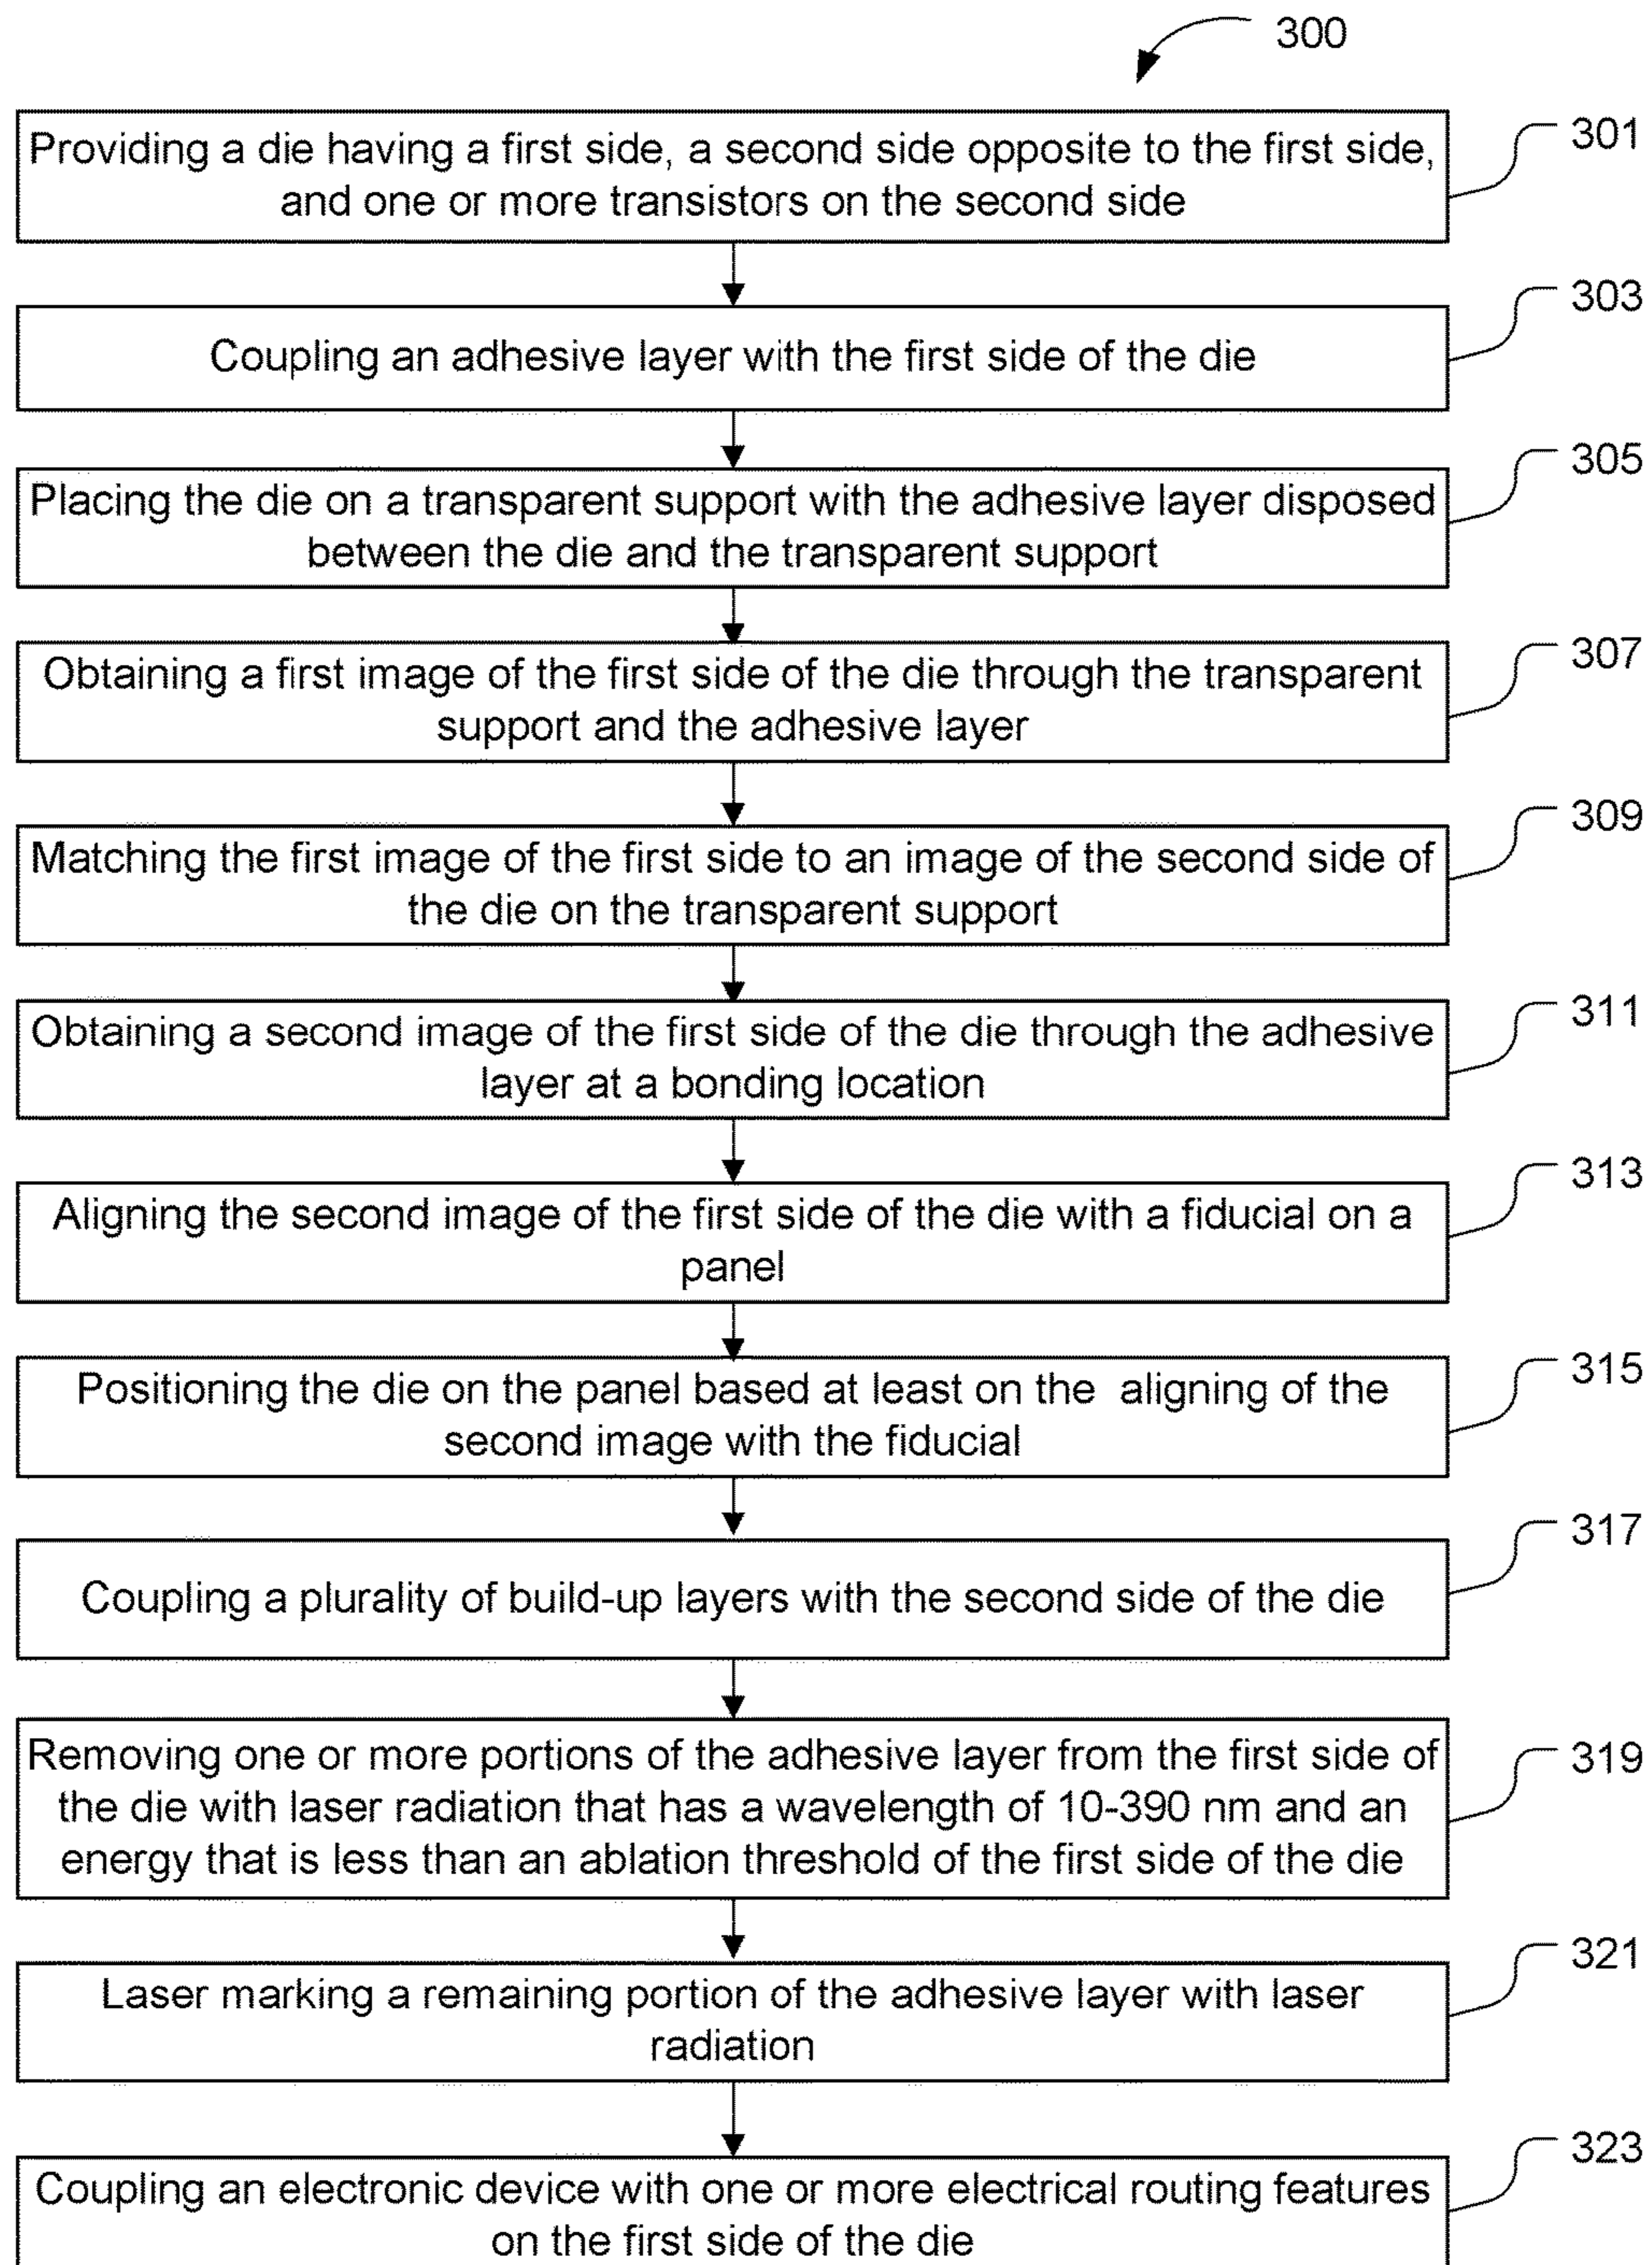 300
Providing a die having a first side, a second side opposite to the first side,
and one or more transistors on the second side
301
Coupling an adhesive layer with the first side of the die
303
Placing the die on a transparent support with the adhesive layer disposed
between the die and the transparent support
305
Obtaining a first image of the first side of the die through the transparent
support and the adhesive layer
307
Matching the first image of the first side to an image of the second side of
the die on the transparent support
309
Obtaining a second image of the first side of the die through the adhesive
layer at a bonding location
311
Aligning the second image of the first side of the die with a fiducial on a
panel
313
Positioning the die on the panel based at least on the aligning of the
second image with the fiducial
315
Coupling a plurality of build-up layers with the second side of the die
317
Removing one or more portions of the adhesive layer from the first side of
the die with laser radiation that has a wavelength of 10-390 nm and an
energy that is less than an ablation threshold of the first side of the die
319
Laser marking a remaining portion of the adhesive layer with laser
radiation
321
Coupling an electronic device with one or more electrical routing features
on the first side of the die
323